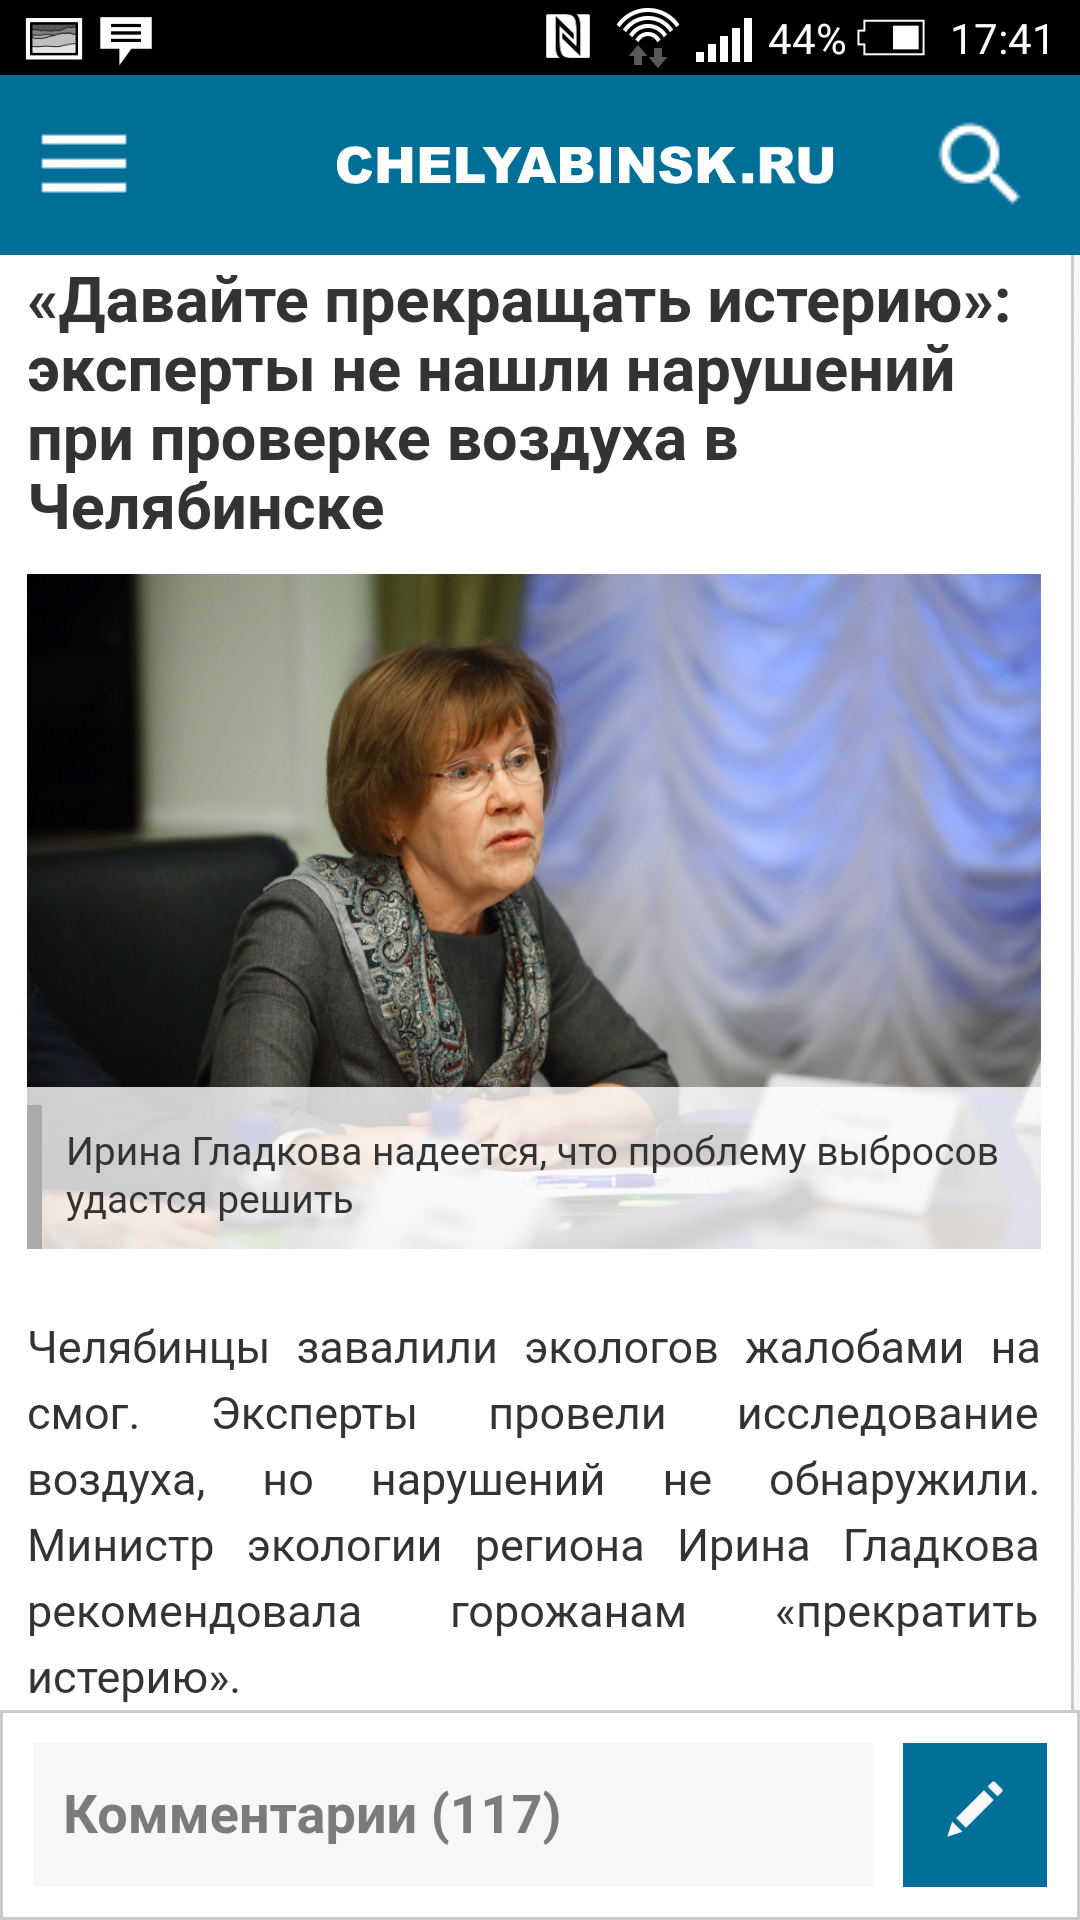 44% 17:41
CHELYABINSK.RU
«Давайте прекращать истерию»:
эксперты не нашли нарушений
при проверке воздуха в
Челябинске
Ирина Гладкова надеется, что проблему выбросов
удастся решить
Челябинцы завалили экологов жалобами на
смог. Эксперты провели исследование
воздуха, но нарушений не обнаружили.
Министр экологии региона Ирина Гладкова
рекомендовала горожанам «прекратить
истерию».
Комментарии (117)